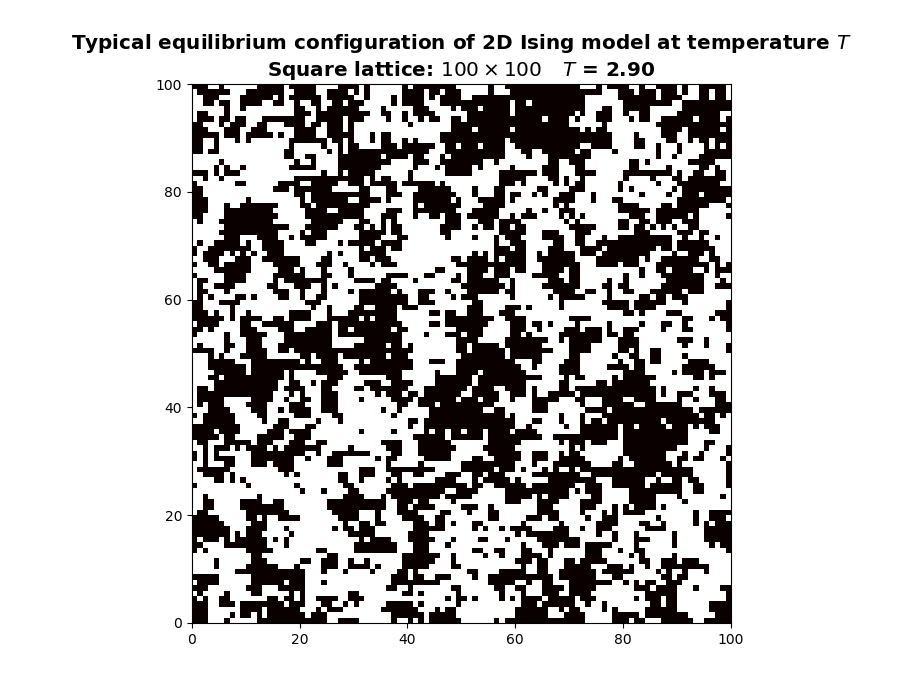 Typical equilibrium configuration of 2D Ising model at temperature T
Square lattice: 100 × 100 T = 2.90
100
80
60
40
20
0
0 20 40 60 80 100